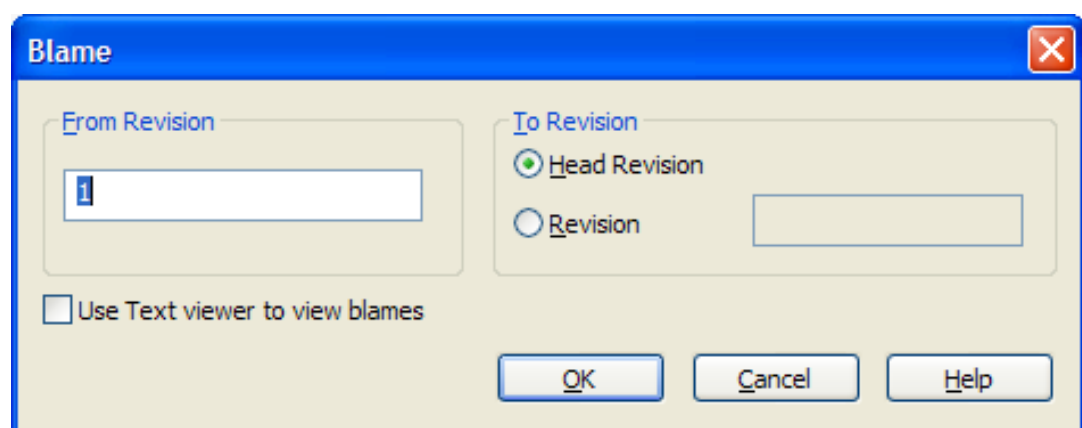 Blame
From Revision
1
To Revision
Head Revision
Revision
Use Text viewer to view blames
OK
Cancel
Help